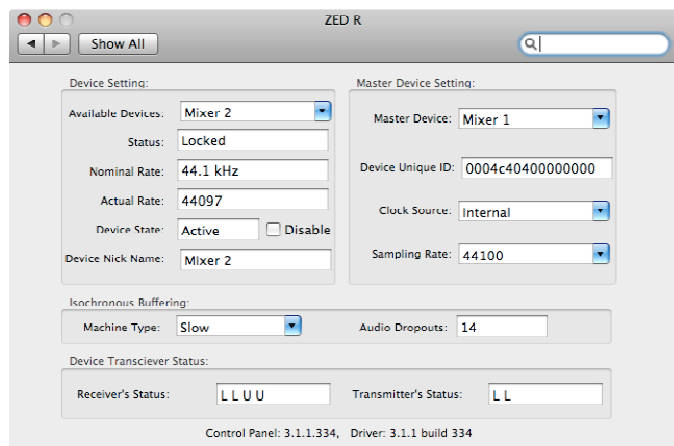 ZED R
Show All
Device Setting:
Available Devices: Mixer 2
Status: Locked
Nominal Rate: 44.1 kHz
Actual Rate: 44097
Device State: Active Disable
Device Nick Name: Mixer 2
Master Device Setting:
Master Device: Mixer 1
Device Unique ID: 0004c40400000000
Clock Source: Internal
Sampling Rate: 44100
Isochronous Buffering:
Machine Type: Slow Audio Dropouts: 14
Device Transciever Status:
Receiver's Status: L L U U Transmitter's Status: L L
Control Panel: 3.1.1.334, Driver: 3.1.1 build 334